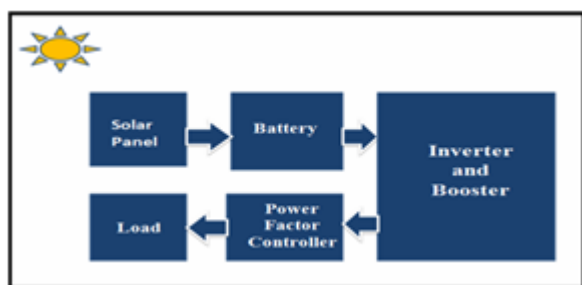 Solar
Panel
Battery
Inverter
and
Booster
Load
Power
Factor
Controller